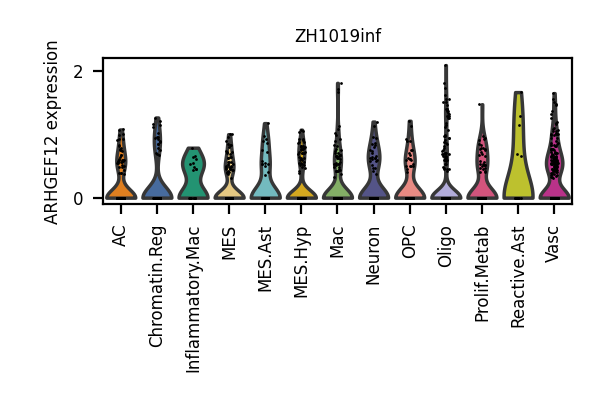 ZH1019inf
ARHGEF12 expression
2
0
AC
Chromatin.Reg
Inflammatory.Mac
MES
MES.Ast
MES.Hyp
Mac
Neuron
OPC
Oligo
Prolif.Metab
Reactive.Ast
Vasc